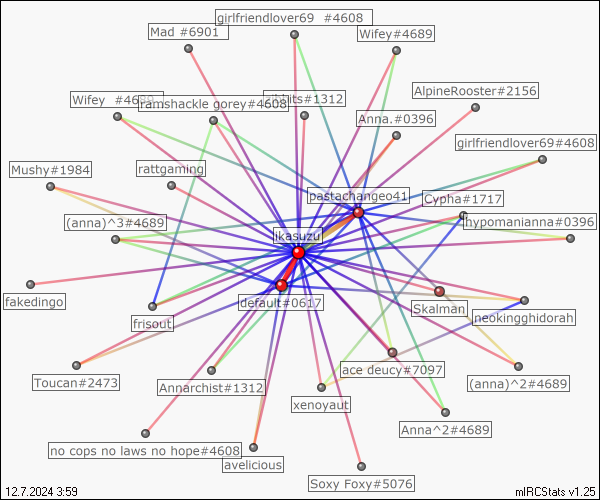 girlfriendlover69  #4608
Mad #6901
Wifey#4689
AlpineRooster#2156
Wifey  #4689
ramshackle gorey#4608
zibbits#1312
Anna.#0396
girlfriendlover69#4608
Mushy#1984
rattgaming
pastachangeo41
Cypha#1717
(anna)^3#4689
hypomanianna#0396
ikasuzu
fakedingo
default#0617
frisout
Skalman
neokingghidorah
Toucan#2473
Annarchist#1312
ace deucy#7097
(anna)^2#4689
xenoyaut
Anna^2#4689
no cops no laws no hope#4608
avelicious
Soxy Foxy#5076
12.7.2024 3:59
mIRCStats v1.25